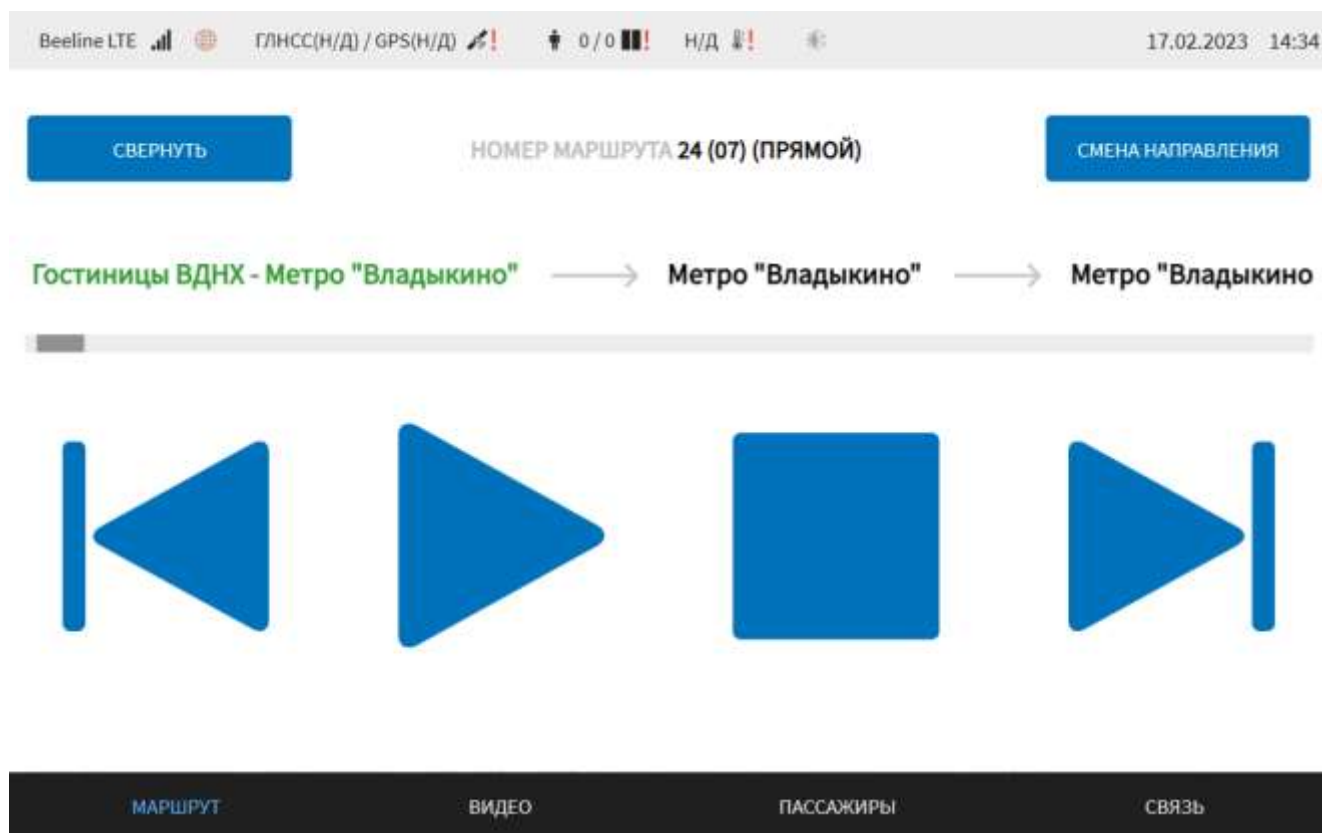 Beeline LTE ГЛНСС(Н/Д) / GPS(Н/Д) ! 0 / 0 ! Н/Д ! 17.02.2023 14:34
СВЕРНУТЬ НОМЕР МАРШРУТА 24 (07) (ПРЯМОЙ) СМЕНА НАПРАВЛЕНИЯ
Гостиницы ВДНХ - Метро "Владыкино" → Метро "Владыкино" → Метро "Владыкино
МАРШРУТ ВИДЕО ПАССАЖИРЫ СВЯЗЬ